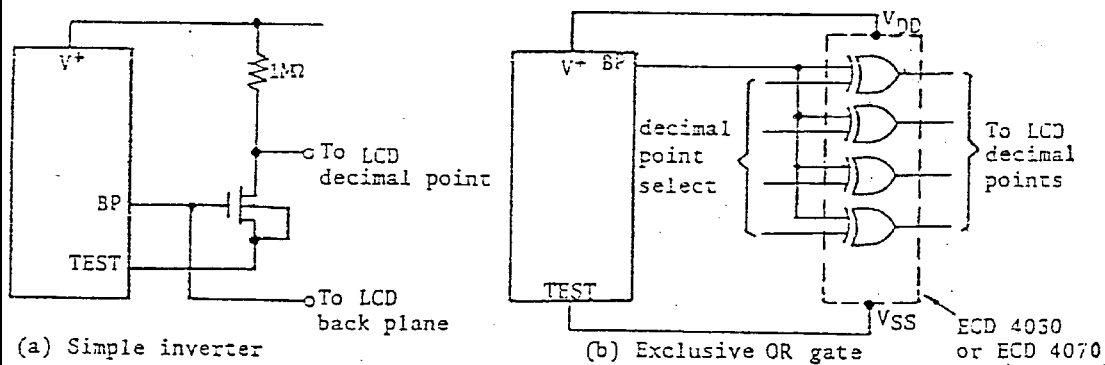 V+
1MΩ
To LCD
decimal point
BP
TEST
To LCD
back plane
(a) Simple inverter
VDD
V+ BP
decimal
point
select
To LCD
decimal
points
TEST
VSS
ECD 4030
or ECD 4070
(b) Exclusive OR gate